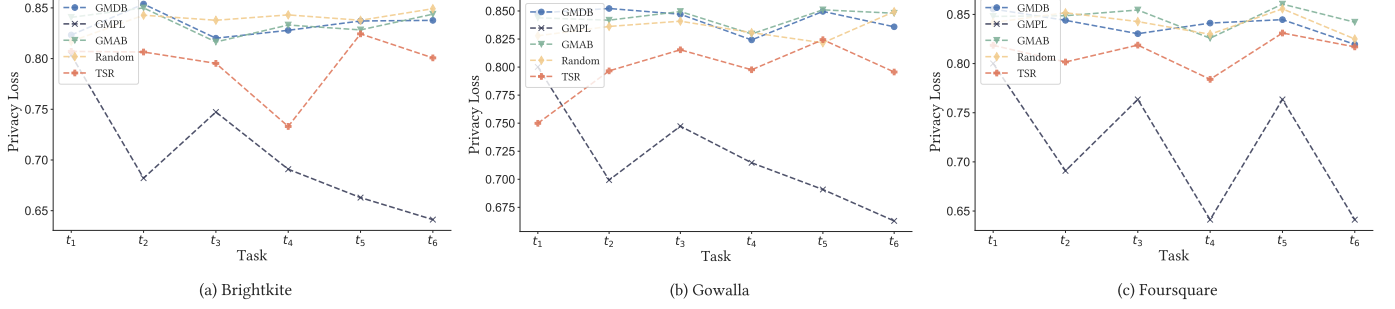 0.85
0.80
0.75
0.70
0.65
Privacy Loss
GMDB
GMPL
GMAB
Random
TSR
t1 t2 t3 t4 t5 t6
Task
(a) Brightkite
0.850
0.825
0.800
0.775
0.750
0.725
0.700
0.675
Privacy Loss
GMDB
GMPL
GMAB
Random
TSR
t1 t2 t3 t4 t5 t6
Task
(b) Gowalla
0.85
0.80
0.75
0.70
0.65
Privacy Loss
GMDB
GMPL
GMAB
Random
TSR
t1 t2 t3 t4 t5 t6
Task
(c) Foursquare